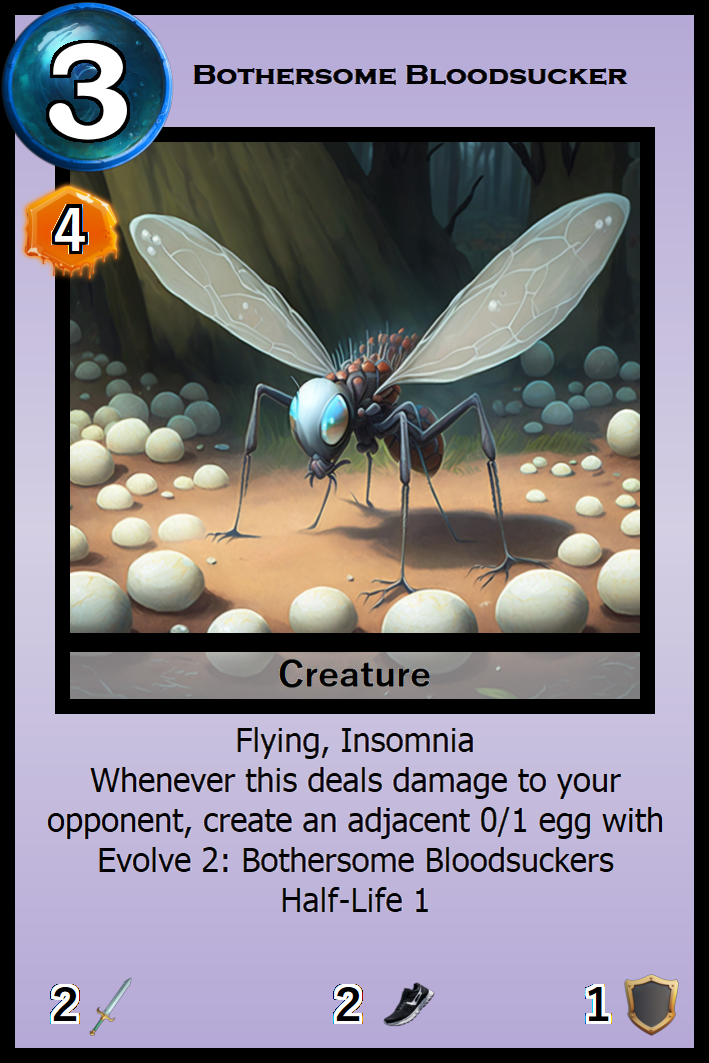 3
Bothersome Bloodsucker
4
Creature
Flying, Insomnia
Whenever this deals damage to your
opponent, create an adjacent 0/1 egg with
Evolve 2: Bothersome Bloodsuckers
Half-Life 1
2
2
1